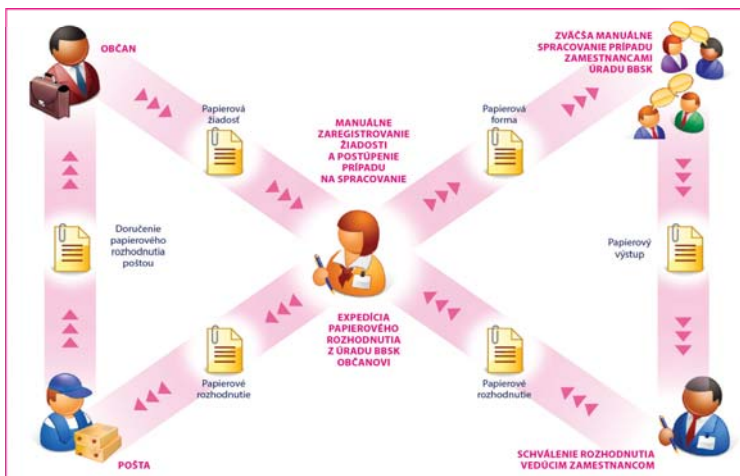 OBČAN
ZVÄČŠA MANUÁLNE
SPRACOVANIE PRÍPADU
ZAMESTNANCAMI
ÚRADU BBSK
Papierová
žiadosť
MANUÁLNE
ZAREGISTROVANIE
ŽIADOSTI
A POSTÚPENIE
PRÍPADU
NA SPRACOVANIE
Papierová
forma
Doručenie
papierového
rozhodnutia
poštou
Papierový
výstup
EXPEDÍCIA
PAPIEROVÉHO
ROZHODNUTIA
Z ÚRADU BBSK
OBČANOVI
Papierové
rozhodnutie
Papierové
rozhodnutie
POŠTA
SCHVÁLENIE ROZHODNUTIA
VEDÚCIM ZAMESTNANCOM